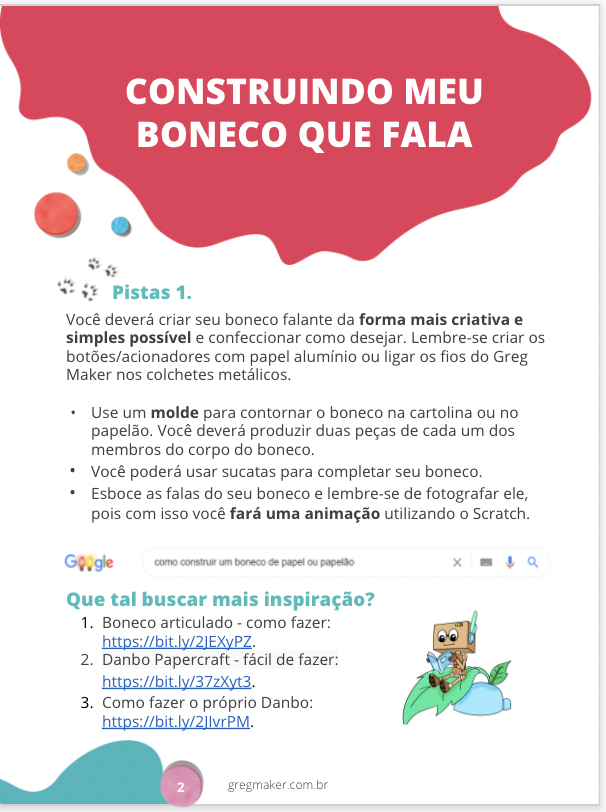 CONSTRUINDO MEU
BONECO QUE FALA
Pistas 1.
Você deverá criar seu boneco falante da forma mais criativa e
simples possível e confeccionar como desejar. Lembre-se criar os
botões/acionadores com papel alumínio ou ligar os fios do Greg
Maker nos colchetes metálicos.
• Use um molde para contornar o boneco na cartolina ou no
papelão. Você deverá produzir duas peças de cada um dos
membros do corpo do boneco.
• Você poderá usar sucatas para completar seu boneco.
• Esboce as falas do seu boneco e lembre-se de fotografar ele,
pois com isso você fará uma animação utilizando o Scratch.
Google
como construir um boneco de papel ou papelão
Que tal buscar mais inspiração?
1. Boneco articulado - como fazer:
https://bit.ly/2JEXyPZ.
2. Danbo Papercraft - fácil de fazer:
https://bit.ly/37zXyt3.
3. Como fazer o próprio Danbo:
https://bit.ly/2JIvrPM.
2
gregmaker.com.br